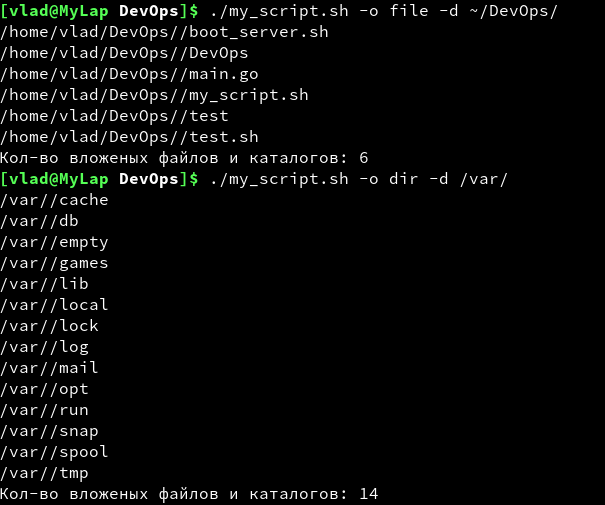 [vlad@MyLap DevOps]$ ./my_script.sh -o file -d ~/DevOps/
/home/vlad/DevOps//boot_server.sh
/home/vlad/DevOps//DevOps
/home/vlad/DevOps//main.go
/home/vlad/DevOps//my_script.sh
/home/vlad/DevOps//test
/home/vlad/DevOps//test.sh
Кол-во вложеных файлов и каталогов: 6
[vlad@MyLap DevOps]$ ./my_script.sh -o dir -d /var/
/var//cache
/var//db
/var//empty
/var//games
/var//lib
/var//local
/var//lock
/var//log
/var//mail
/var//opt
/var//run
/var//snap
/var//spool
/var//tmp
Кол-во вложеных файлов и каталогов: 14